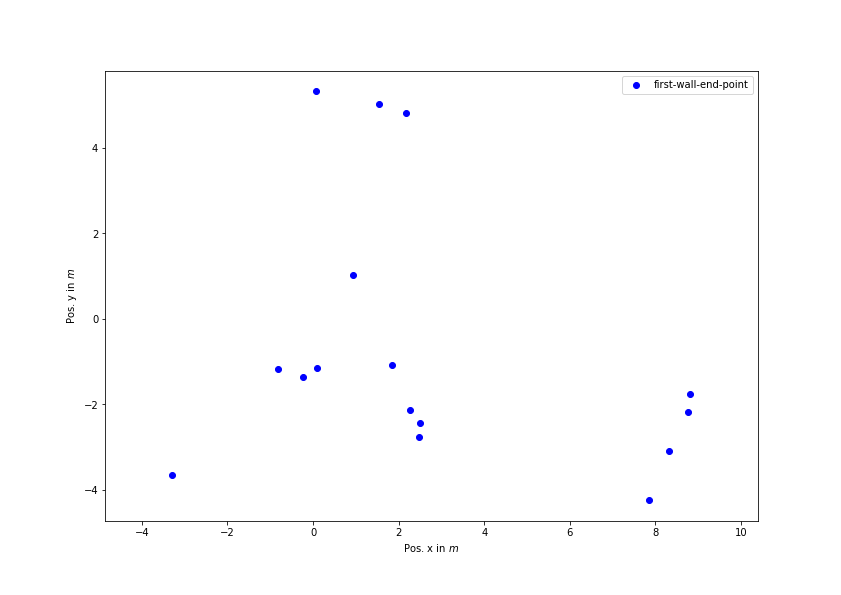 first-wall-end-point
4
2
0
−2
−4
Pos. y in m
−4 −2 0 2 4 6 8 10
Pos. x in m